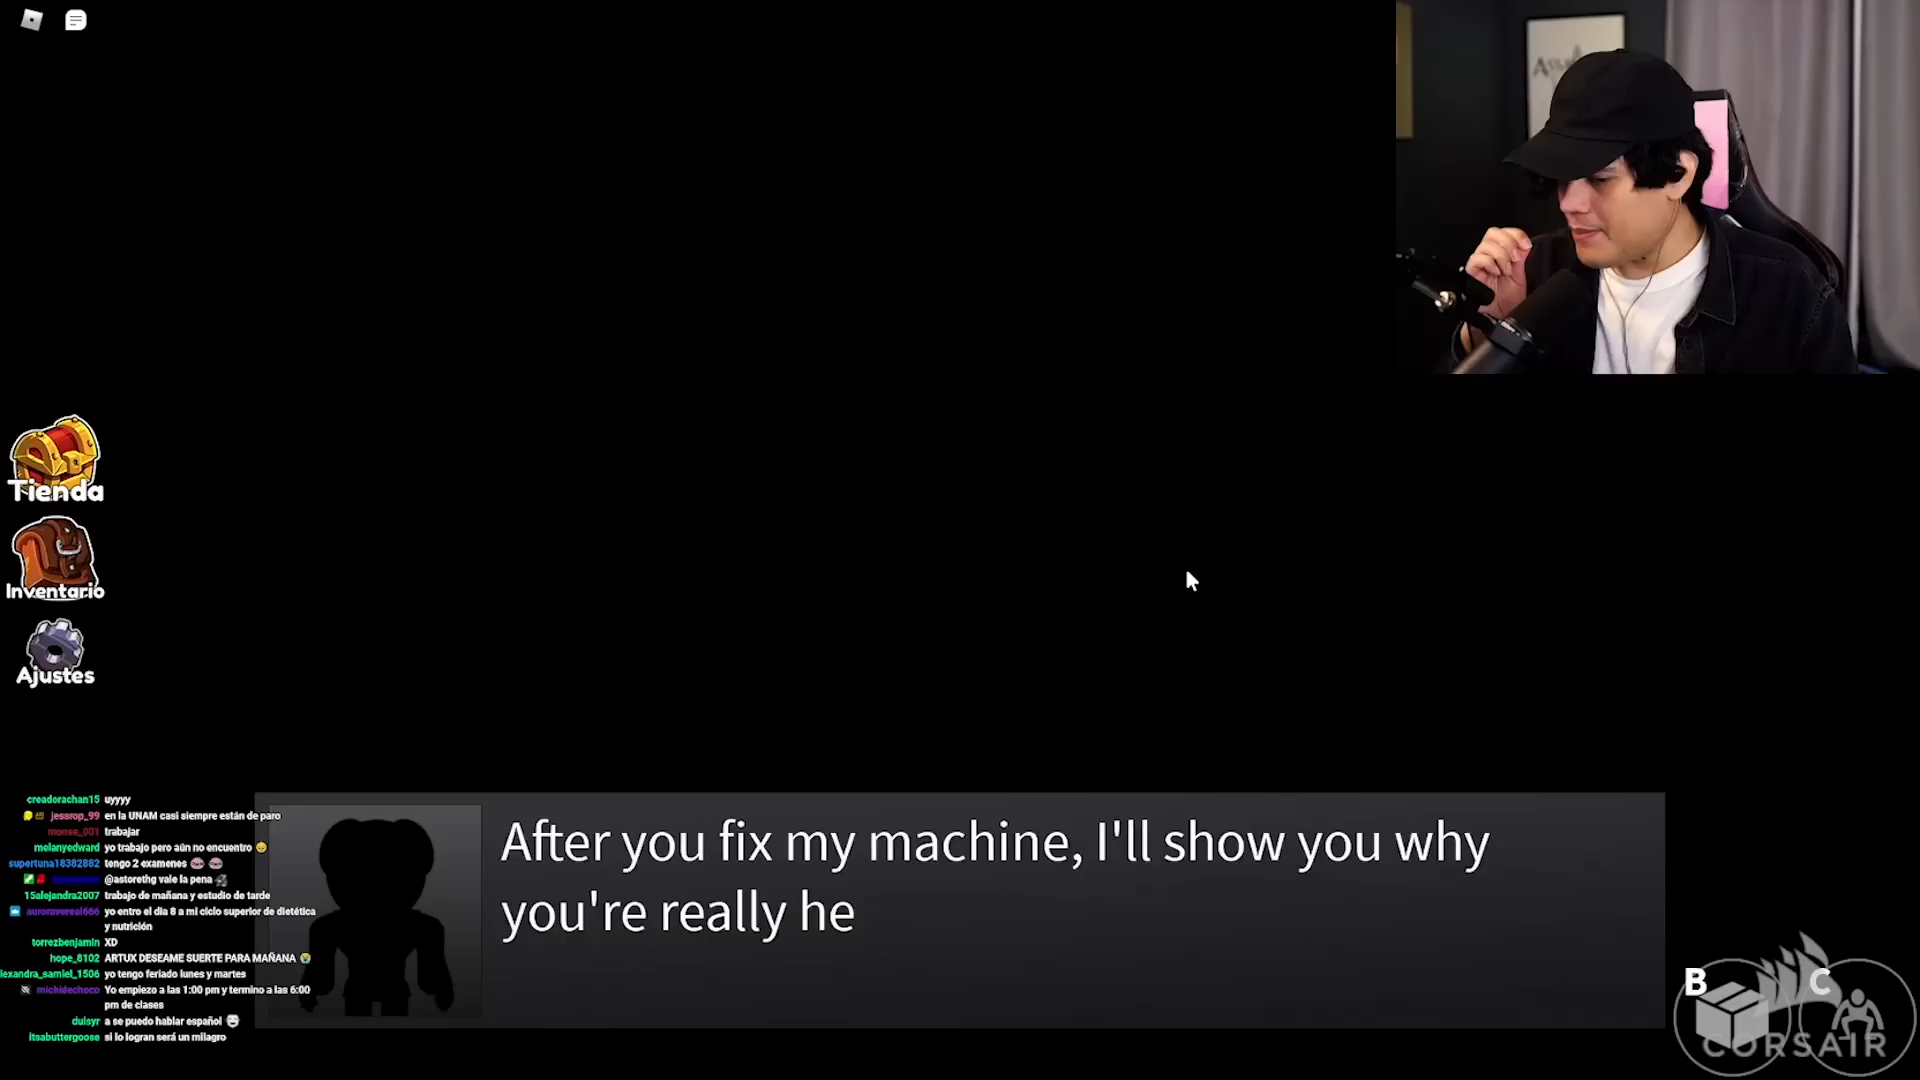 Tienda
Inventario
Ajustes
creadorachan15 uyyyy
jessrop_99 en la UNAM casi siempre están de paro
monse_001 trabajar
melanyedward yo trabajo pero aún no encuentro
supertuna18382882 tengo 2 examenes
@astorethg vale la pena
15alejandra2007 trabajo de mañana y estudio de tarde
auroravereal666 yo entro el dia 8 a mi ciclo superior de dietética
y nutrición
torrezbenjamin XD
hope_8102 ARTUX DESEAME SUERTE PARA MAÑANA
lexandra_samiel_1506 yo tengo feriado lunes y martes
michidechoco Yo empiezo a las 1:00 pm y termino a las 6:00
pm de clases
dulsyr a se puedo hablar español
itsabuttergoose si lo logran será un milagro
After you fix my machine, I'll show you why
you're really he
B C
CORSAIR